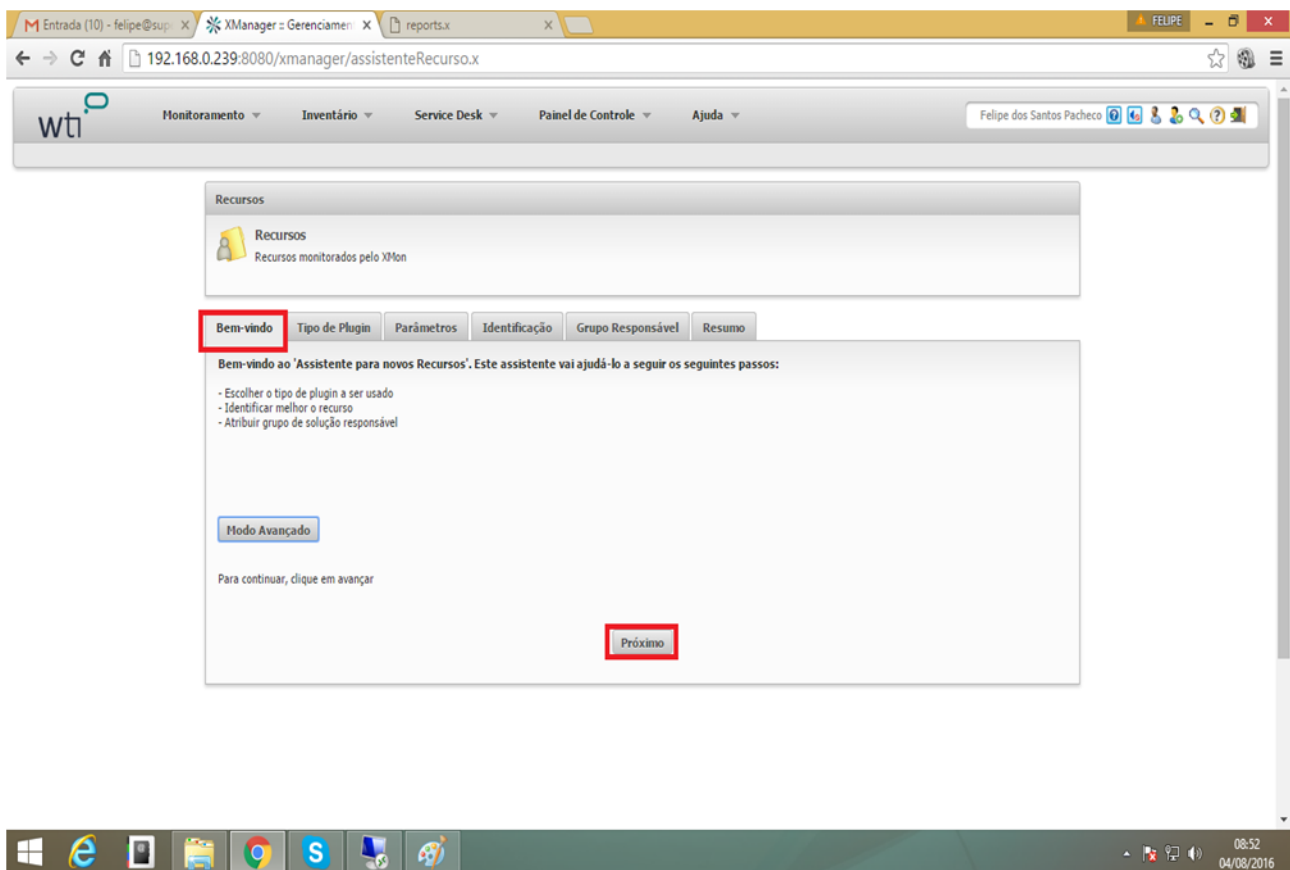 Entrada (10) - felipe@sup
XManager :: Gerenciamen
reports.x
FELIPE
192.168.0.239:8080/xmanager/assistenteRecurso.x
wti
Monitoramento
Inventário
Service Desk
Painel de Controle
Ajuda
Felipe dos Santos Pacheco
Recursos
Recursos
Recursos monitorados pelo XMon
Bem-vindo
Tipo de Plugin
Parâmetros
Identificação
Grupo Responsável
Resumo
Bem-vindo ao 'Assistente para novos Recursos'. Este assistente vai ajudá-lo a seguir os seguintes passos:
- Escolher o tipo de plugin a ser usado
- Identificar melhor o recurso
- Atribuir grupo de solução responsável
Modo Avançado
Para continuar, clique em avançar
Próximo
08:52
04/08/2016